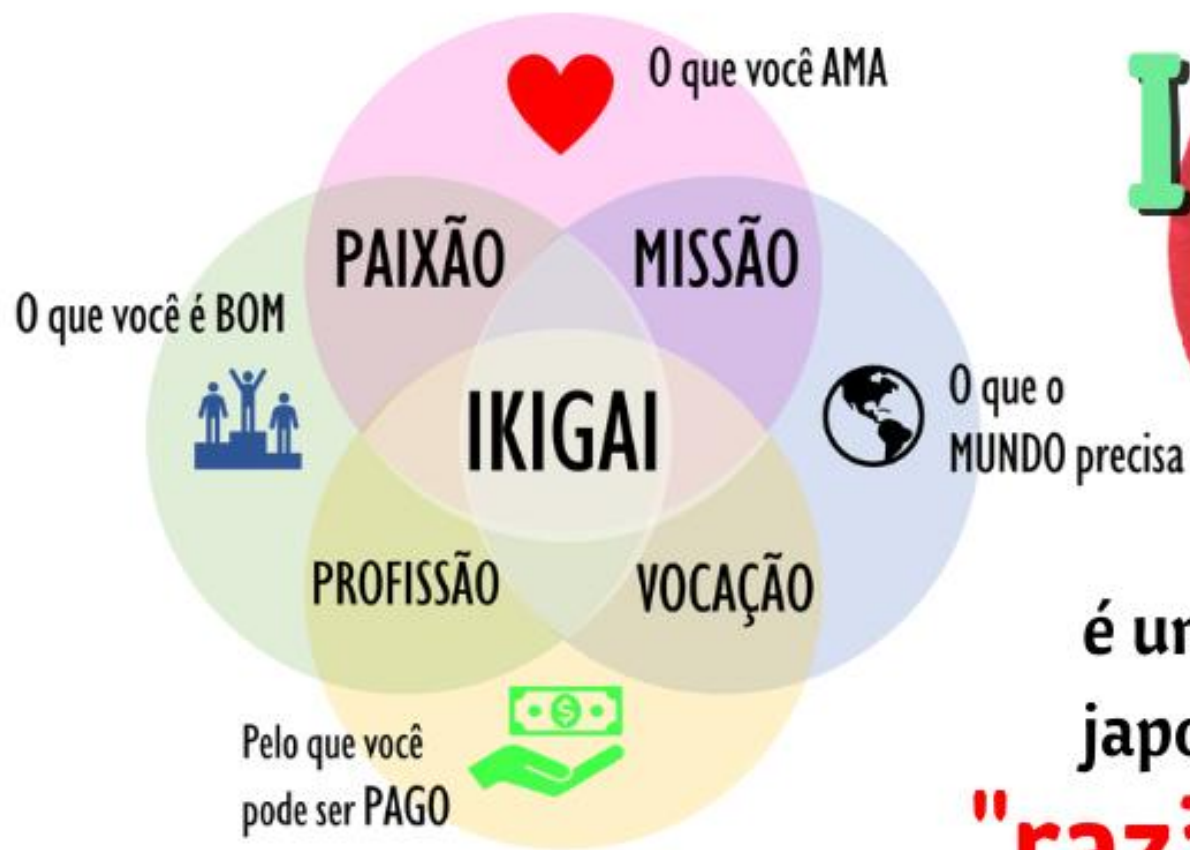 O que você AMA
PAIXÃO
MISSÃO
O que você é BOM
IKIGAI
O que o
MUNDO precisa
PROFISSÃO
VOCAÇÃO
Pelo que você
pode ser PAGO
I
é